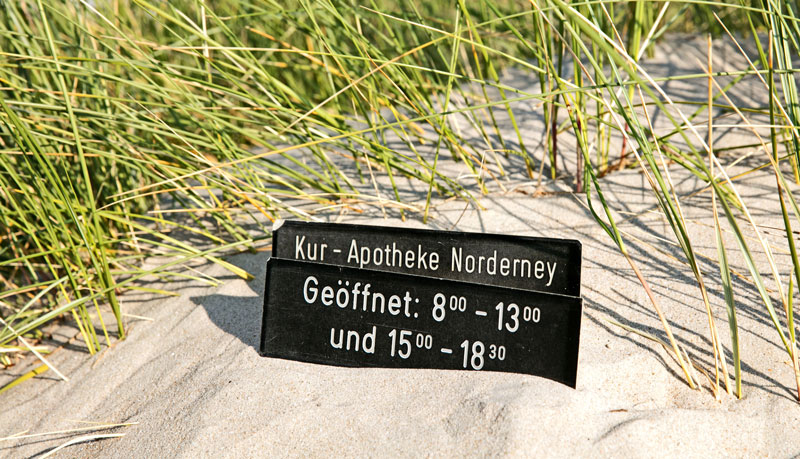 Kur - Apotheke Norderney
Geöffnet: 8⁰⁰ - 13⁰⁰
und 15⁰⁰ - 18³⁰